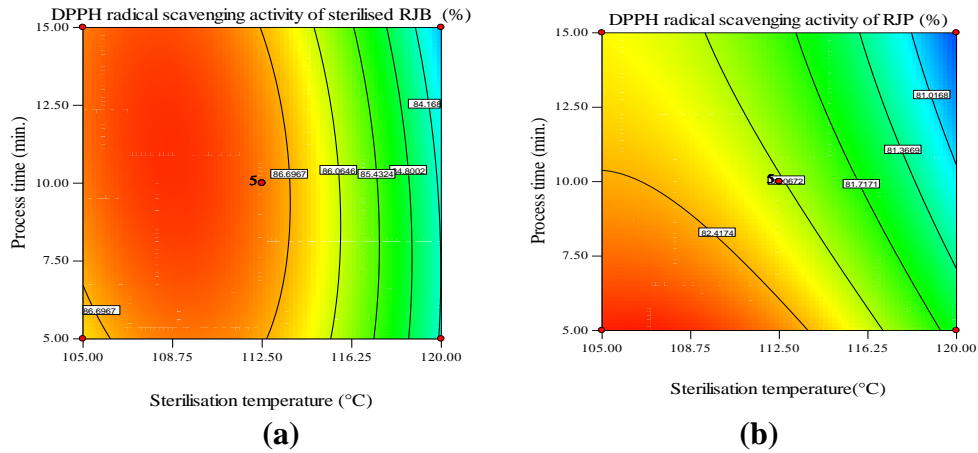 DPPH radical scavenging activity of sterilised RJB (%)
15.00
12.50
10.00
7.50
5.00
Process time (min.)
84.168
86.6967
86.0646
85.4324
84.8002
5
86.6967
105.00 108.75 112.50 116.25 120.00
Sterilisation temperature (°C)
(a)
DPPH radical scavenging activity of RJP (%)
15.00
12.50
10.00
7.50
5.00
Process time (min.)
81.0168
81.3669
5
81.7171
82.4174
105.00 108.75 112.50 116.25 120.00
Sterilisation temperature(°C)
(b)